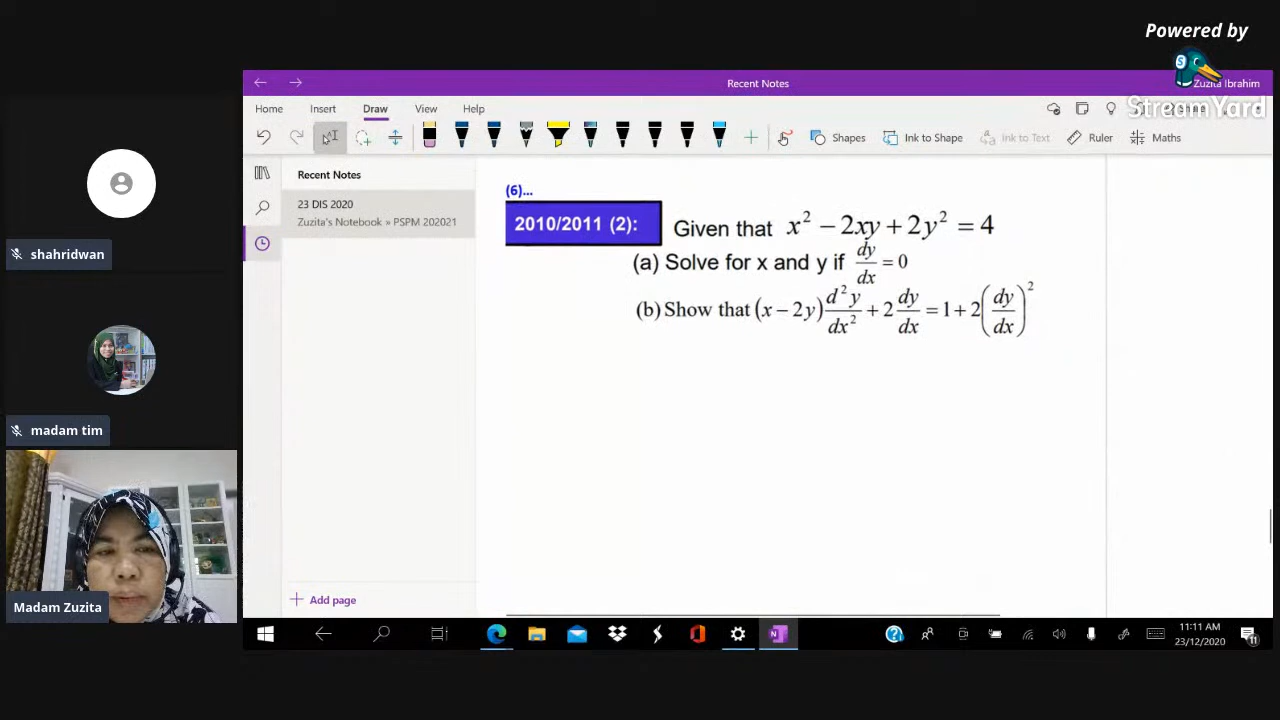 Powered by
StreamYard
Recent Notes
Zuzita Ibrahim
Home Insert Draw View Help
Shapes Ink to Shape Ink to Text Ruler Maths
Recent Notes
23 DIS 2020
Zuzita's Notebook » PSPM 202021
Add page
(6)...
2010/2011 (2): Given that x² − 2xy + 2y² = 4
(a) Solve for x and y if dy/dx = 0
(b) Show that (x − 2y) d²y/dx² + 2 dy/dx = 1 + 2(dy/dx)²
shahridwan
madam tim
Madam Zuzita
11:11 AM
23/12/2020
11